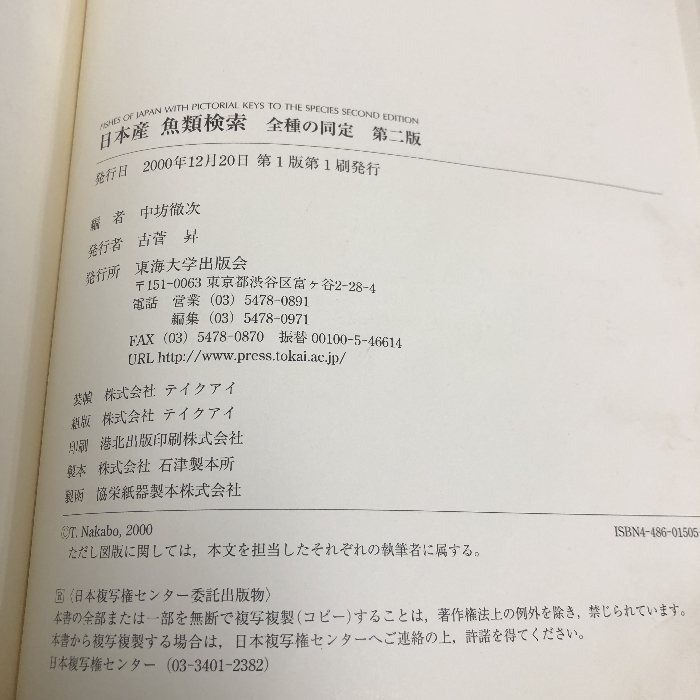 FISHES OF JAPAN WITH PICTORIAL KEYS TO THE SPECIES SECOND EDITION
日本産 魚類検索 全種の同定 第二版
発行日 2000年12月20日 第1版第1刷発行
編 者 中坊徹次
発行者 古菅 昇
発行所 東海大学出版会
〒151-0063 東京都渋谷区富ヶ谷2-28-4
電話 営業(03)5478-0891
編集(03)5478-0971
FAX(03)5478-0870 振替 00100-5-46614
URL http://www.press.tokai.ac.jp/
装幀 株式会社 テイクアイ
組版 株式会社 テイクアイ
印刷 港北出版印刷株式会社
製本 株式会社 石津製本所
製函 協栄紙器製本株式会社
©T. Nakabo, 2000
ISBN4-486-01505-
ただし図版に関しては，本文を担当したそれぞれの執筆者に属する。
R〈日本複写権センター委託出版物〉
本書の全部または一部を無断で複写複製(コピー)することは，著作権法上の例外を除き，禁じられています。
本書から複写複製する場合は，日本複写権センターへご連絡の上，許諾を得てください。
日本複写権センター(03-3401-2382)